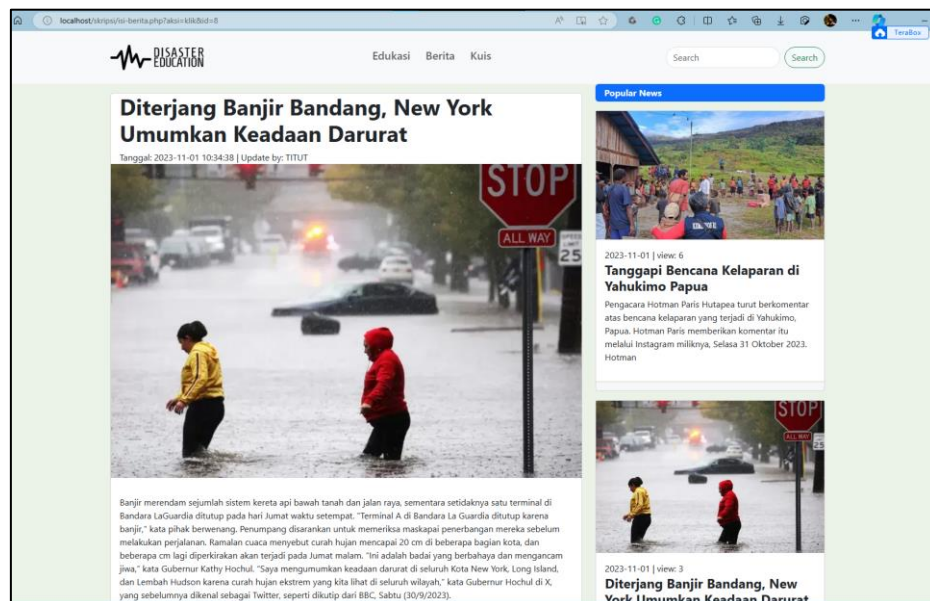 localhost/skripsi/isi-berita.php?aksi=klik&id=8
TeraBox
DISASTER
EDUCATION
Edukasi
Berita
Kuis
Search
Search
Diterjang Banjir Bandang, New York
Umumkan Keadaan Darurat
Tanggal: 2023-11-01 10:34:38 | Update by: TITUT
STOP
ALL WAY
SPEED
LIMIT
25
Banjir merendam sejumlah sistem kereta api bawah tanah dan jalan raya, sementara setidaknya satu terminal di
Bandara LaGuardia ditutup pada hari Jumat waktu setempat. "Terminal A di Bandara La Guardia ditutup karena
banjir," kata pihak berwenang. Penumpang disarankan untuk memeriksa maskapai penerbangan mereka sebelum
melakukan perjalanan. Ramalan cuaca menyebut curah hujan mencapai 20 cm di beberapa bagian kota, dan
beberapa cm lagi diperkirakan akan terjadi pada Jumat malam. "Ini adalah badai yang berbahaya dan mengancam
jiwa," kata Gubernur Kathy Hochul. "Saya mengumumkan keadaan darurat di seluruh Kota New York, Long Island,
dan Lembah Hudson karena curah hujan ekstrem yang kita lihat di seluruh wilayah," kata Gubernur Hochul di X,
yang sebelumnya dikenal sebagai Twitter, seperti dikutip dari BBC, Sabtu (30/9/2023).
Popular News
2023-11-01 | view: 6
Tanggapi Bencana Kelaparan di
Yahukimo Papua
Pengacara Hotman Paris Hutapea turut berkomentar
atas bencana kelaparan yang terjadi di Yahukimo,
Papua. Hotman Paris memberikan komentar itu
melalui Instagram miliknya, Selasa 31 Oktober 2023.
Hotman
STOP
ALL WAY
25
2023-11-01 | view: 3
Diterjang Banjir Bandang, New
York Umumkan Keadaan Darurat